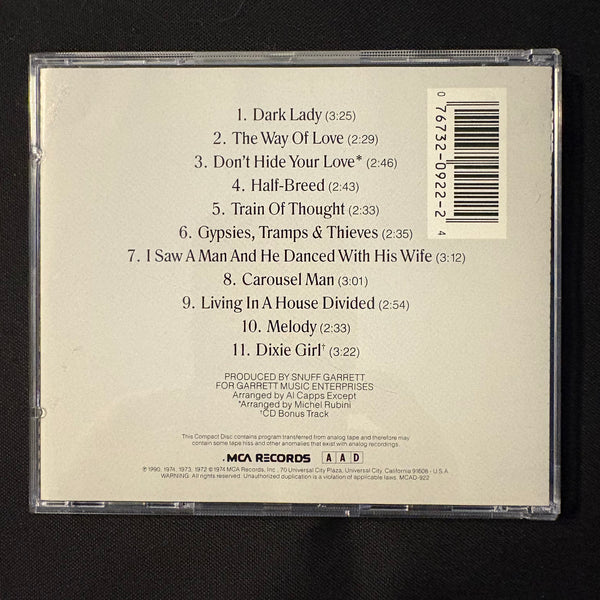 1. Dark Lady (3:25)
2. The Way Of Love (2:29)
3. Don't Hide Your Love* (2:46)
4. Half-Breed (2:43)
5. Train Of Thought (2:33)
6. Gypsies, Tramps & Thieves (2:35)
7. I Saw A Man And He Danced With His Wife (3:12)
8. Carousel Man (3:01)
9. Living In A House Divided (2:54)
10. Melody (2:33)
11. Dixie Girl† (3:22)
0 76732-0922-2 4
PRODUCED BY SNUFF GARRETT
FOR GARRETT MUSIC ENTERPRISES
Arranged by Al Capps Except
*Arranged by Michel Rubini
†CD Bonus Track
This Compact Disc contains program transferred from analog tape and therefore may
contain some tape hiss and other anomalies that exist with analog recordings.
MCA RECORDS A A D
℗ 1990, 1974, 1973, 1972 © 1974 MCA Records, Inc., 70 Universal City Plaza, Universal City, California 91608 - U.S.A.
WARNING: All rights reserved. Unauthorized duplication is a violation of applicable laws. MCAD-922